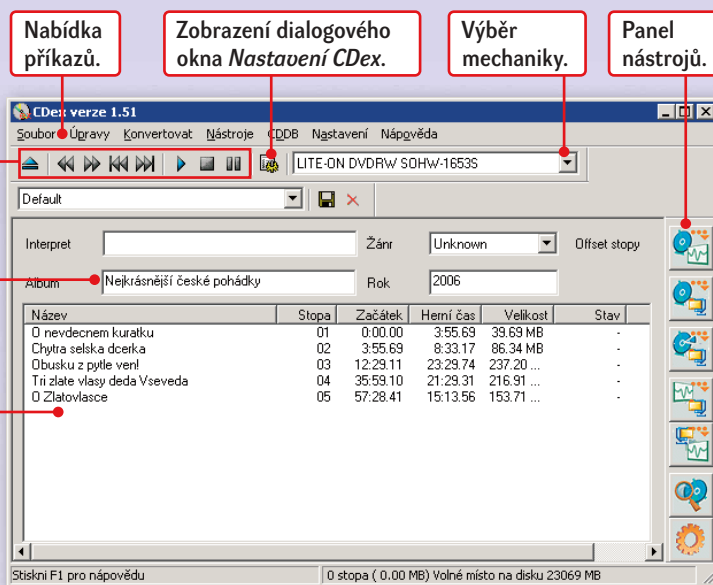 Nabídka
příkazů.
Zobrazení dialogového
okna Nastavení CDex.
Výběr
mechaniky.
Panel
nástrojů.
CDex verze 1.51
Soubor Úpravy Konvertovat Nástroje CDDB Nastavení Nápověda
LITE-ON DVDRW SOHW-1653S
Default
Interpret Žánr Unknown Offset stopy
Album Nejkrásnější české pohádky Rok 2006
Název Stopa Začátek Herní čas Velikost Stav
O nevdecnem kuratku 01 0:00.00 3:55.69 39.69 MB -
Chytra selska dcerka 02 3:55.69 8:33.17 86.34 MB -
Obusku z pytle ven! 03 12:29.11 23:29.74 237.20 ... -
Tri zlate vlasy deda Vseveda 04 35:59.10 21:29.31 216.91 ... -
O Zlatovlasce 05 57:28.41 15:13.56 153.71 ... -
Stiskni F1 pro nápovědu 0 stopa ( 0.00 MB) Volné místo na disku 23069 MB